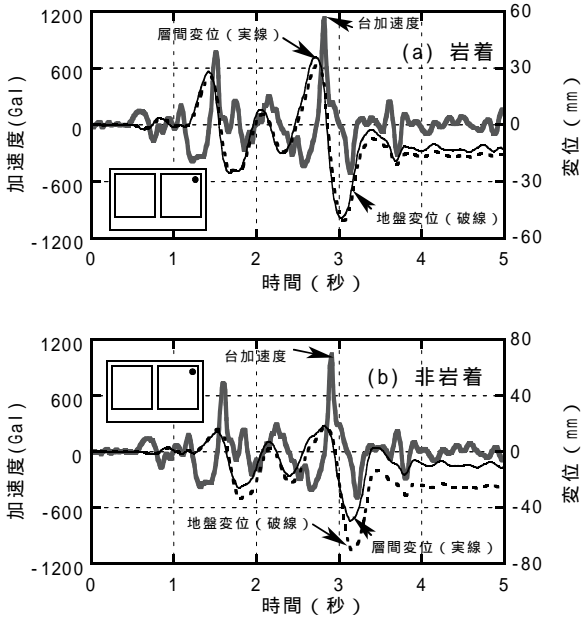 1200
60
層間変位(実線)
台加速度
(a) 岩着
600
30
加速度(Gal)
0
0
変位(mm)
-600
-30
地盤変位(破線)
-1200
-60
0 1 2 3 4 5
時間(秒)
1200
80
台加速度
(b) 非岩着
600
40
加速度(Gal)
0
0
変位(mm)
-600
-40
地盤変位(破線)
層間変位(実線)
-1200
-80
0 1 2 3 4 5
時間(秒)